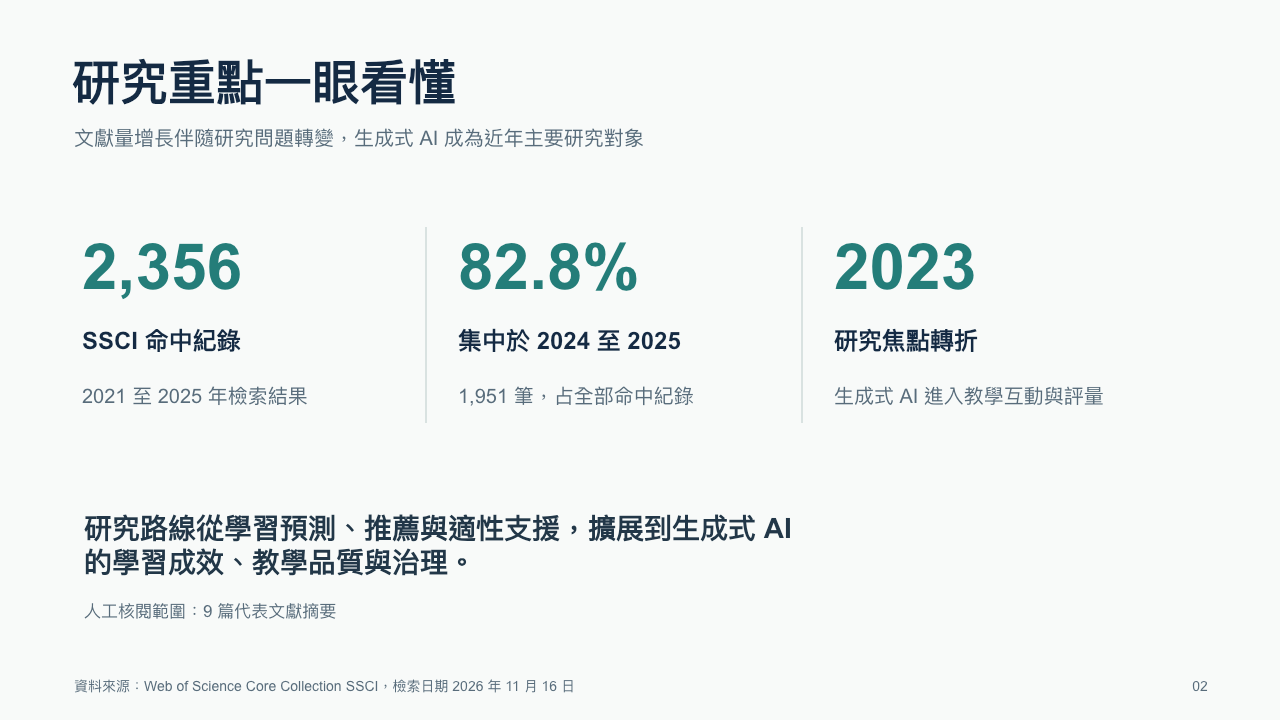 研究重點一眼看懂
文獻量增長伴隨研究問題轉變，生成式 AI 成為近年主要研究對象
2,356
SSCI 命中紀錄
2021 至 2025 年檢索結果
82.8%
集中於 2024 至 2025
1,951 筆，占全部命中紀錄
2023
研究焦點轉折
生成式 AI 進入教學互動與評量
研究路線從學習預測、推薦與適性支援，擴展到生成式 AI
的學習成效、教學品質與治理。
人工核閱範圍：9 篇代表文獻摘要
資料來源：Web of Science Core Collection SSCI，檢索日期 2026 年 11 月 16 日
02